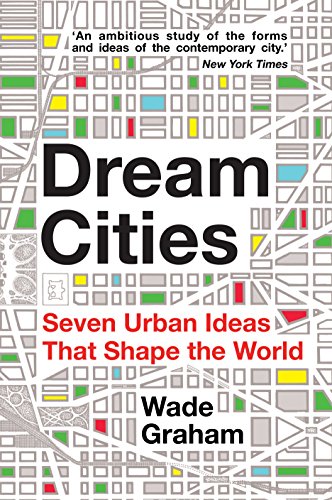 ‘An ambitious study of the forms
and ideas of the contemporary city.’
New York Times
Dream
Cities
Seven Urban Ideas
That Shape the World
Wade
Graham